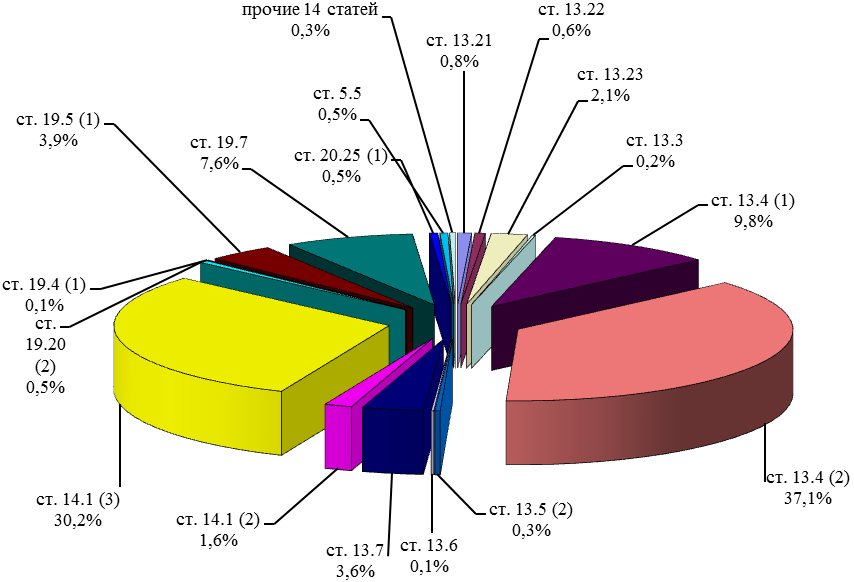 прочие 14 статей
0,3%
ст. 13.21
0,8%
ст. 13.22
0,6%
ст. 13.23
2,1%
ст. 13.3
0,2%
ст. 13.4 (1)
9,8%
ст. 13.4 (2)
37,1%
ст. 13.5 (2)
0,3%
ст. 13.6
0,1%
ст. 13.7
3,6%
ст. 14.1 (2)
1,6%
ст. 14.1 (3)
30,2%
ст.
19.20
(2)
0,5%
ст. 19.4 (1)
0,1%
ст. 19.5 (1)
3,9%
ст. 19.7
7,6%
ст. 20.25 (1)
0,5%
ст. 5.5
0,5%